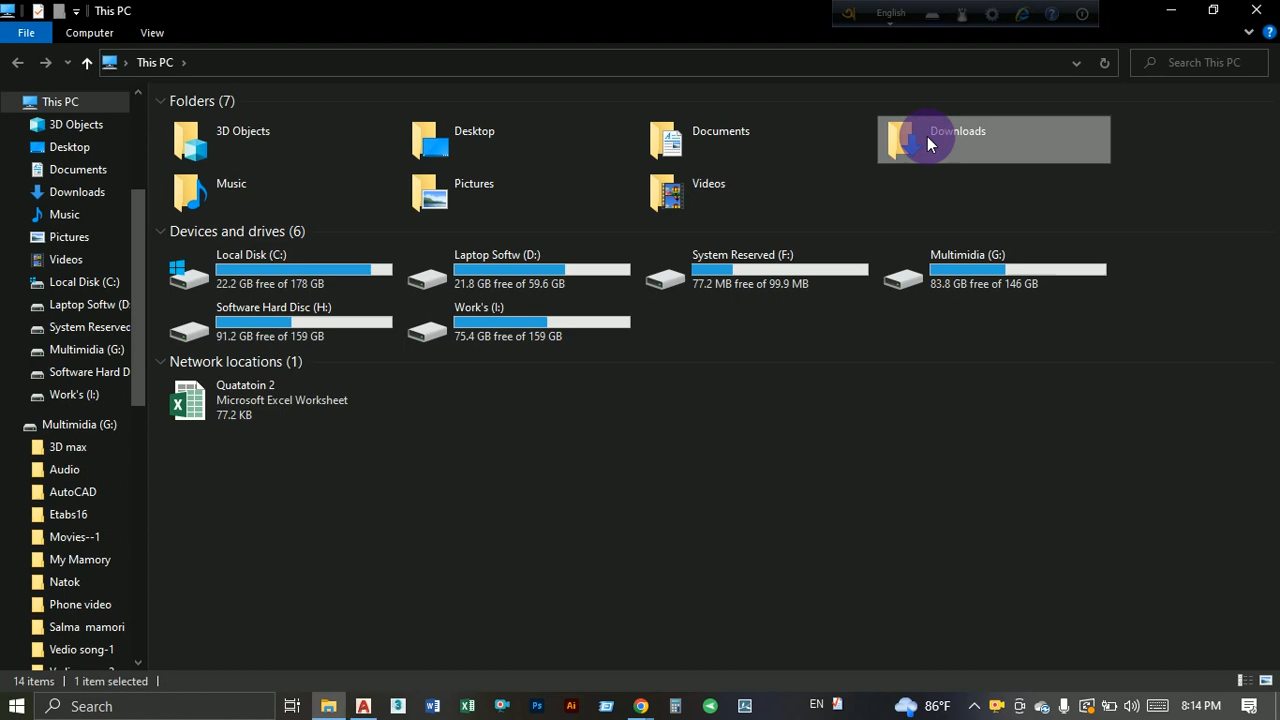 This PC
English
File
Computer
View
This PC
Search This PC
This PC
3D Objects
Desktop
Documents
Downloads
Music
Pictures
Videos
Local Disk (C:)
Laptop Softw (D:
System Reserved
Multimidia (G:)
Software Hard D
Work's (I:)
Multimidia (G:)
3D max
Audio
AutoCAD
Etabs16
Movies--1
My Mamory
Natok
Phone video
Salma mamori
Vedio song-1
Folders (7)
3D Objects
Desktop
Documents
Downloads
Music
Pictures
Videos
Devices and drives (6)
Local Disk (C:)
22.2 GB free of 178 GB
Laptop Softw (D:)
21.8 GB free of 59.6 GB
System Reserved (F:)
77.2 MB free of 99.9 MB
Multimidia (G:)
83.8 GB free of 146 GB
Software Hard Disc (H:)
91.2 GB free of 159 GB
Work's (I:)
75.4 GB free of 159 GB
Network locations (1)
Quatatoin 2
Microsoft Excel Worksheet
77.2 KB
14 items
1 item selected
Search
EN
86°F
8:14 PM